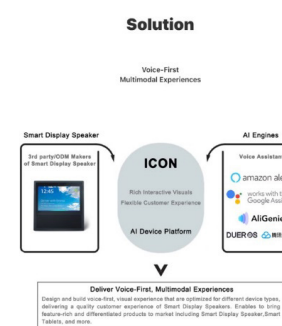 Solution
Voice-First
Multimodal Experiences
Smart Display Speaker
AI Engines
3rd party/ODM Makers
of Smart Display Speaker
12:45
ICON
Rich Interactive Visuals
Flexible Customer Experience
AI Device Platform
Voice Assistan
amazon ale
works with t
Google Assi
AliGenie
DUER OS
Deliver Voice-First, Multimodal Experiences
Design and build voice-first, visual experience that are optimized for different device types,
delivering a quality customer experience of Smart Display Speakers. Enables to bring
feature-rich and differentiated products to market including Smart Display Speaker,Smart
Tablets, and more.